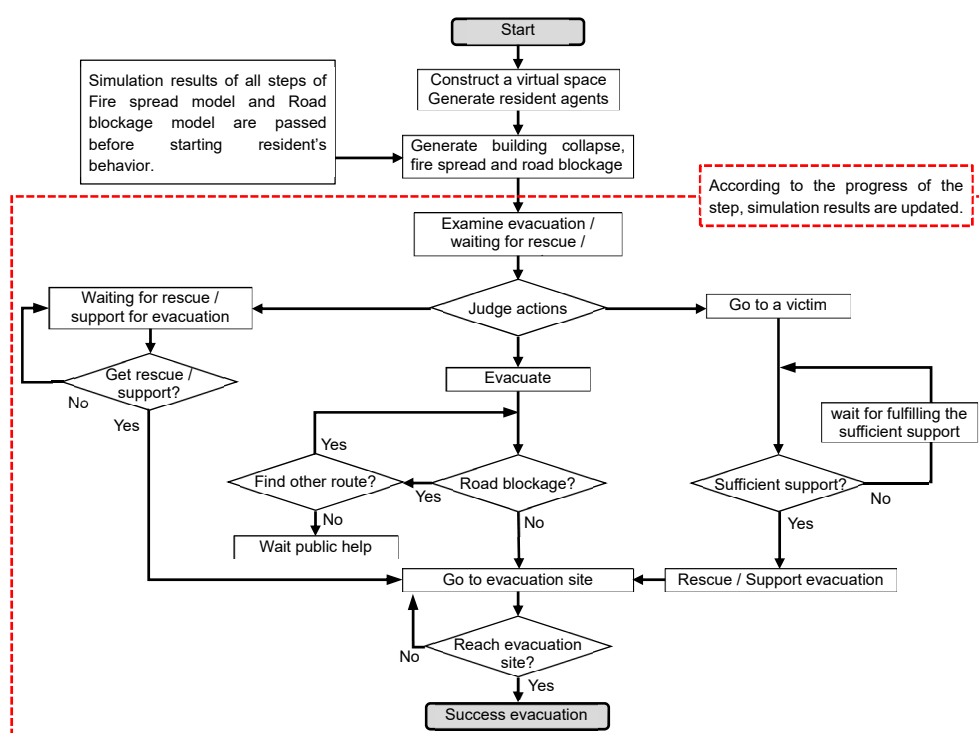 Start
Construct a virtual space
Generate resident agents
Simulation results of all steps of
Fire spread model and Road
blockage model are passed
before starting resident's
behavior.
Generate building collapse,
fire spread and road blockage
According to the progress of the
step, simulation results are updated.
Examine evacuation /
waiting for rescue /
Waiting for rescue /
support for evacuation
Judge actions
Go to a victim
Get rescue /
support?
No
Yes
Evacuate
wait for fulfilling the
sufficient support
Yes
Find other route?
Yes
Road blockage?
Sufficient support?
No
No
No
Yes
Wait public help
Go to evacuation site
Rescue / Support evacuation
Reach evacuation
site?
No
Yes
Success evacuation